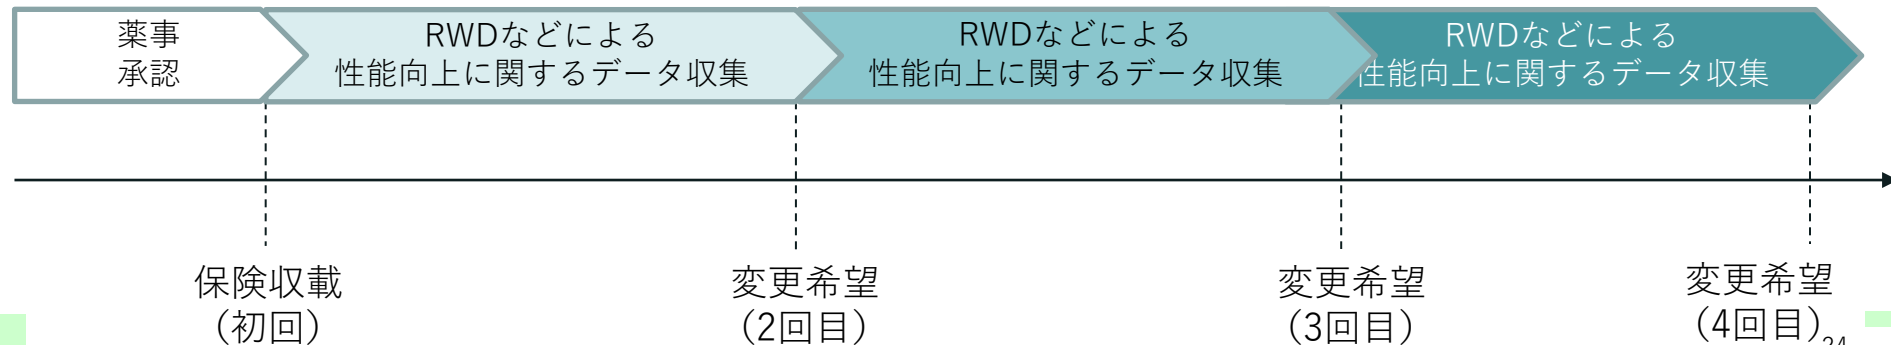 薬事
承認
RWDなどによる
性能向上に関するデータ収集
RWDなどによる
性能向上に関するデータ収集
RWDなどによる
性能向上に関するデータ収集
保険収載
(初回)
変更希望
(2回目)
変更希望
(3回目)
変更希望
(4回目)
24